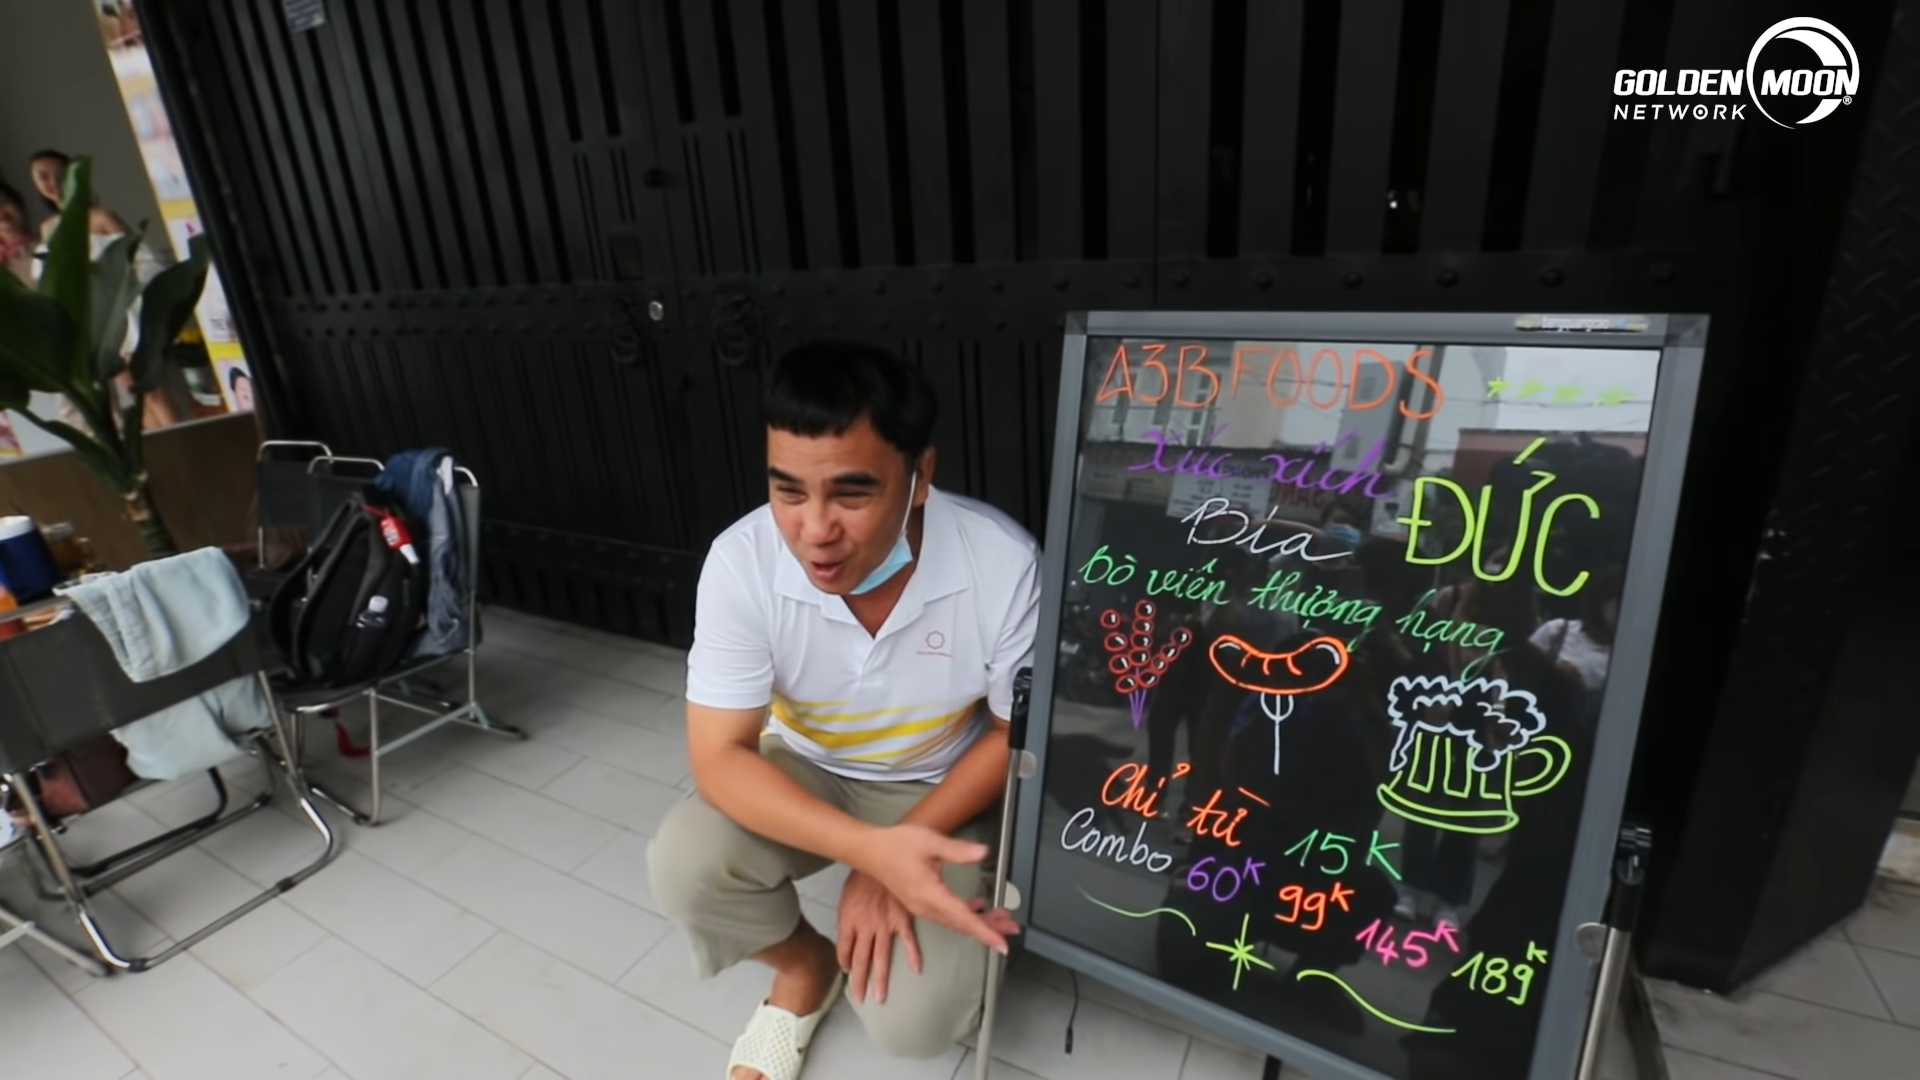 GOLDEN MOON
NETWORK
A3B FOODS
Xúc xích
ĐỨC
Bia
Bò viên thượng hạng
Chỉ từ 15K
Combo 60K 99K 145K 189K